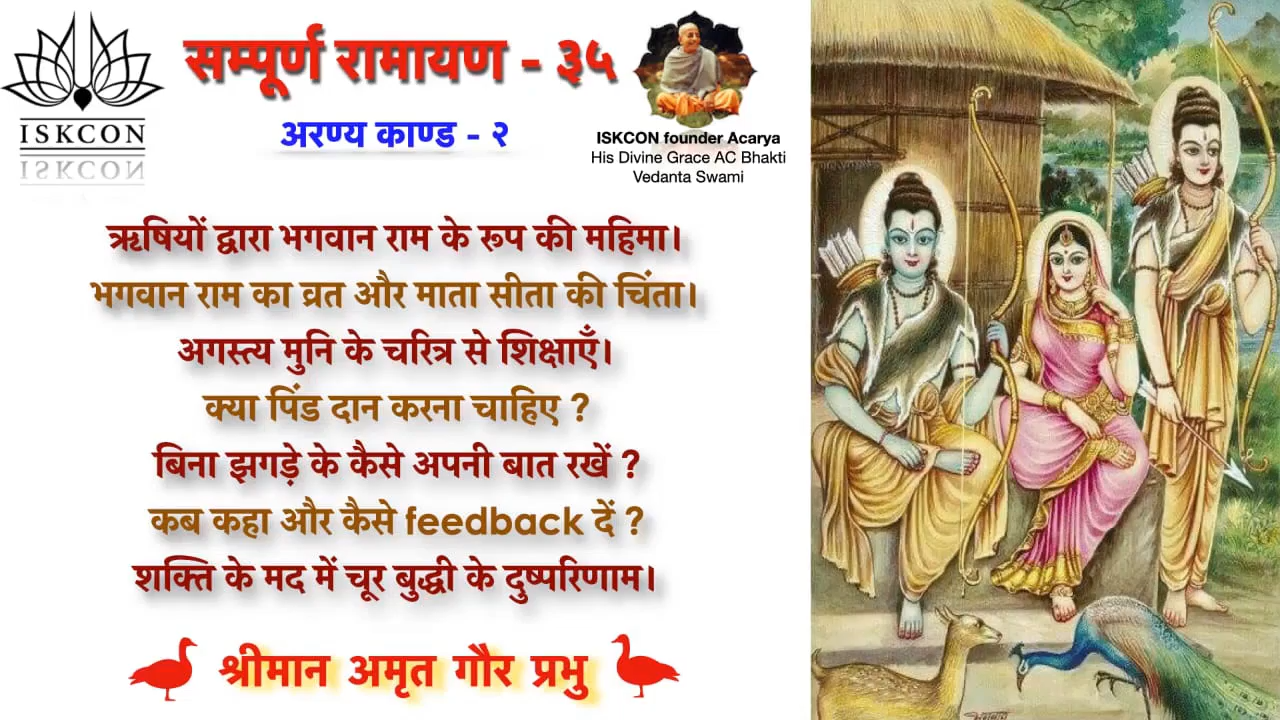 ISKCON
सम्पूर्ण रामायण - ३५
अरण्य काण्ड - २
ISKCON founder Acarya
His Divine Grace AC Bhakti
Vedanta Swami
ऋषियों द्वारा भगवान राम के रूप की महिमा।
भगवान राम का व्रत और माता सीता की चिंता।
अगस्त्य मुनि के चरित्र से शिक्षाएँ।
क्या पिंड दान करना चाहिए ?
बिना झगड़े के कैसे अपनी बात रखें ?
कब कहा और कैसे feedback दें ?
शक्ति के मद में चूर बुद्धी के दुष्परिणाम।
श्रीमान अमृत गौर प्रभु